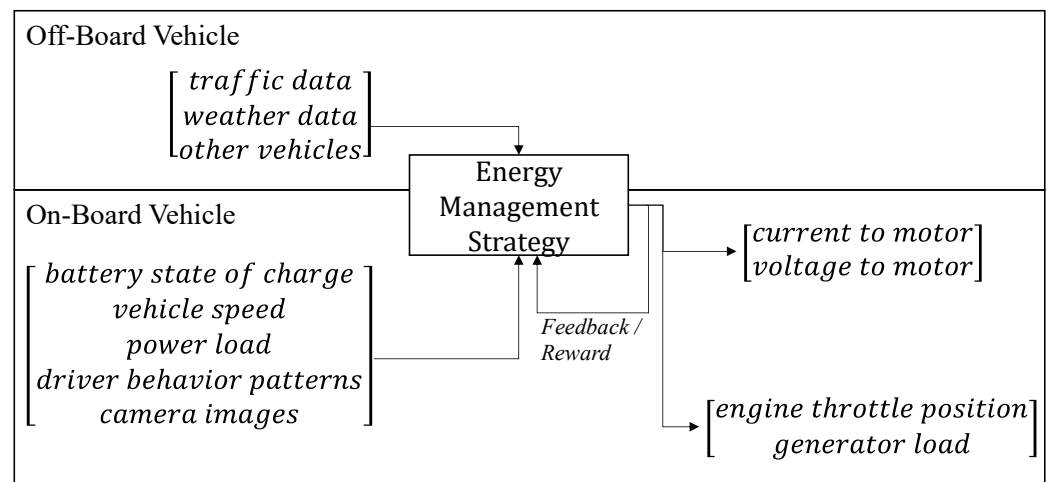 Off-Board Vehicle
traffic data
weather data
other vehicles
Energy
Management
Strategy
On-Board Vehicle
battery state of charge
vehicle speed
power load
driver behavior patterns
camera images
Feedback /
Reward
current to motor
voltage to motor
engine throttle position
generator load